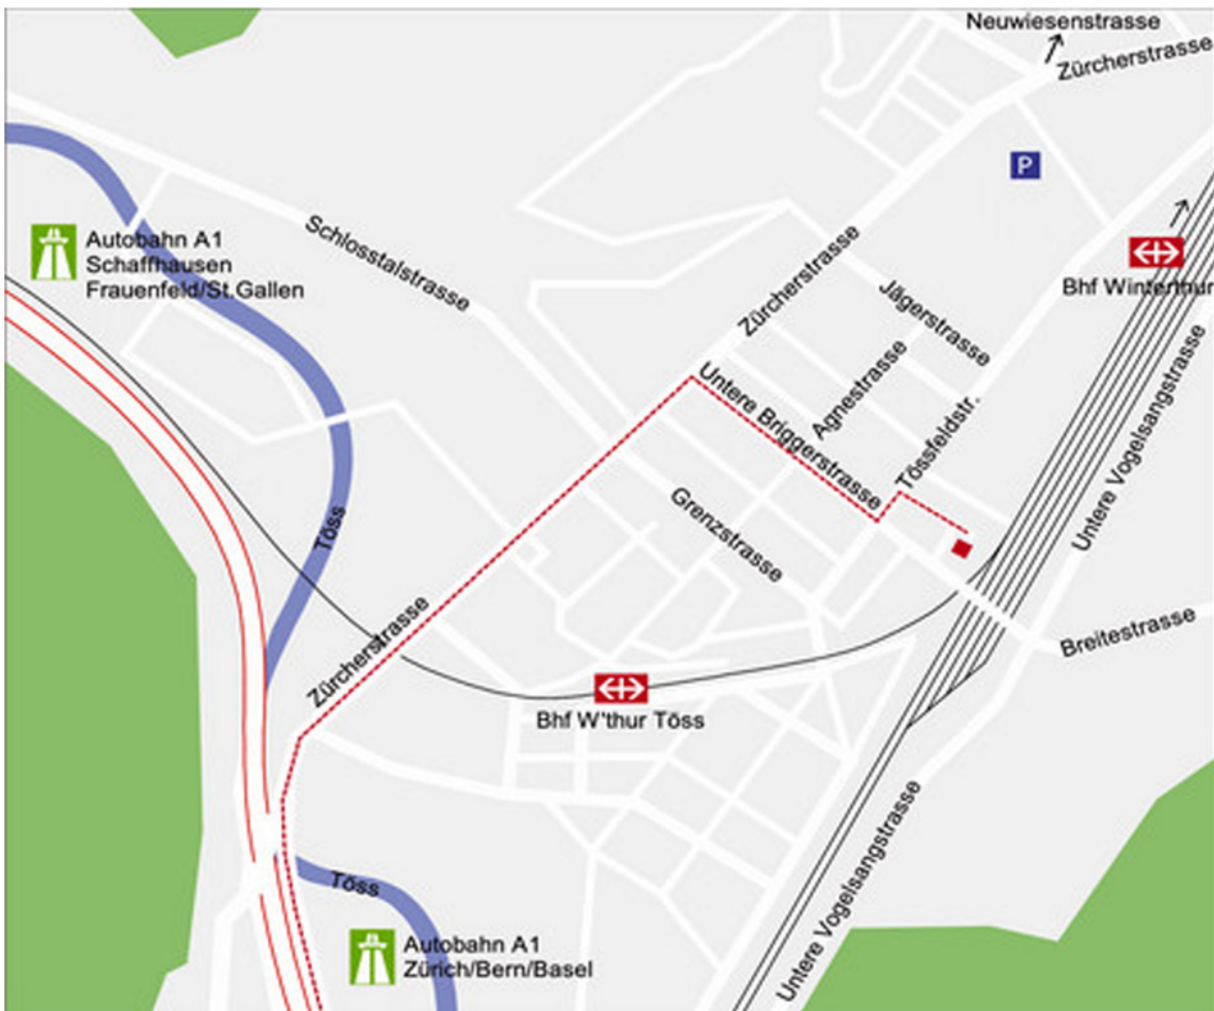 Neuwiesenstrasse
Zürcherstrasse
P
Autobahn A1
Schaffhausen
Frauenfeld/St.Gallen
Schlosstalstrasse
Zürcherstrasse
Bhf Winterthur
Jägerstrasse
Agnestrasse
Untere Briggerstrasse
Tössfeldstr.
Untere Vogelsangstrasse
Töss
Grenzstrasse
Zürcherstrasse
Breitestrasse
Bhf W'thur Töss
Töss
Untere Vogelsangstrasse
Autobahn A1
Zürich/Bern/Basel